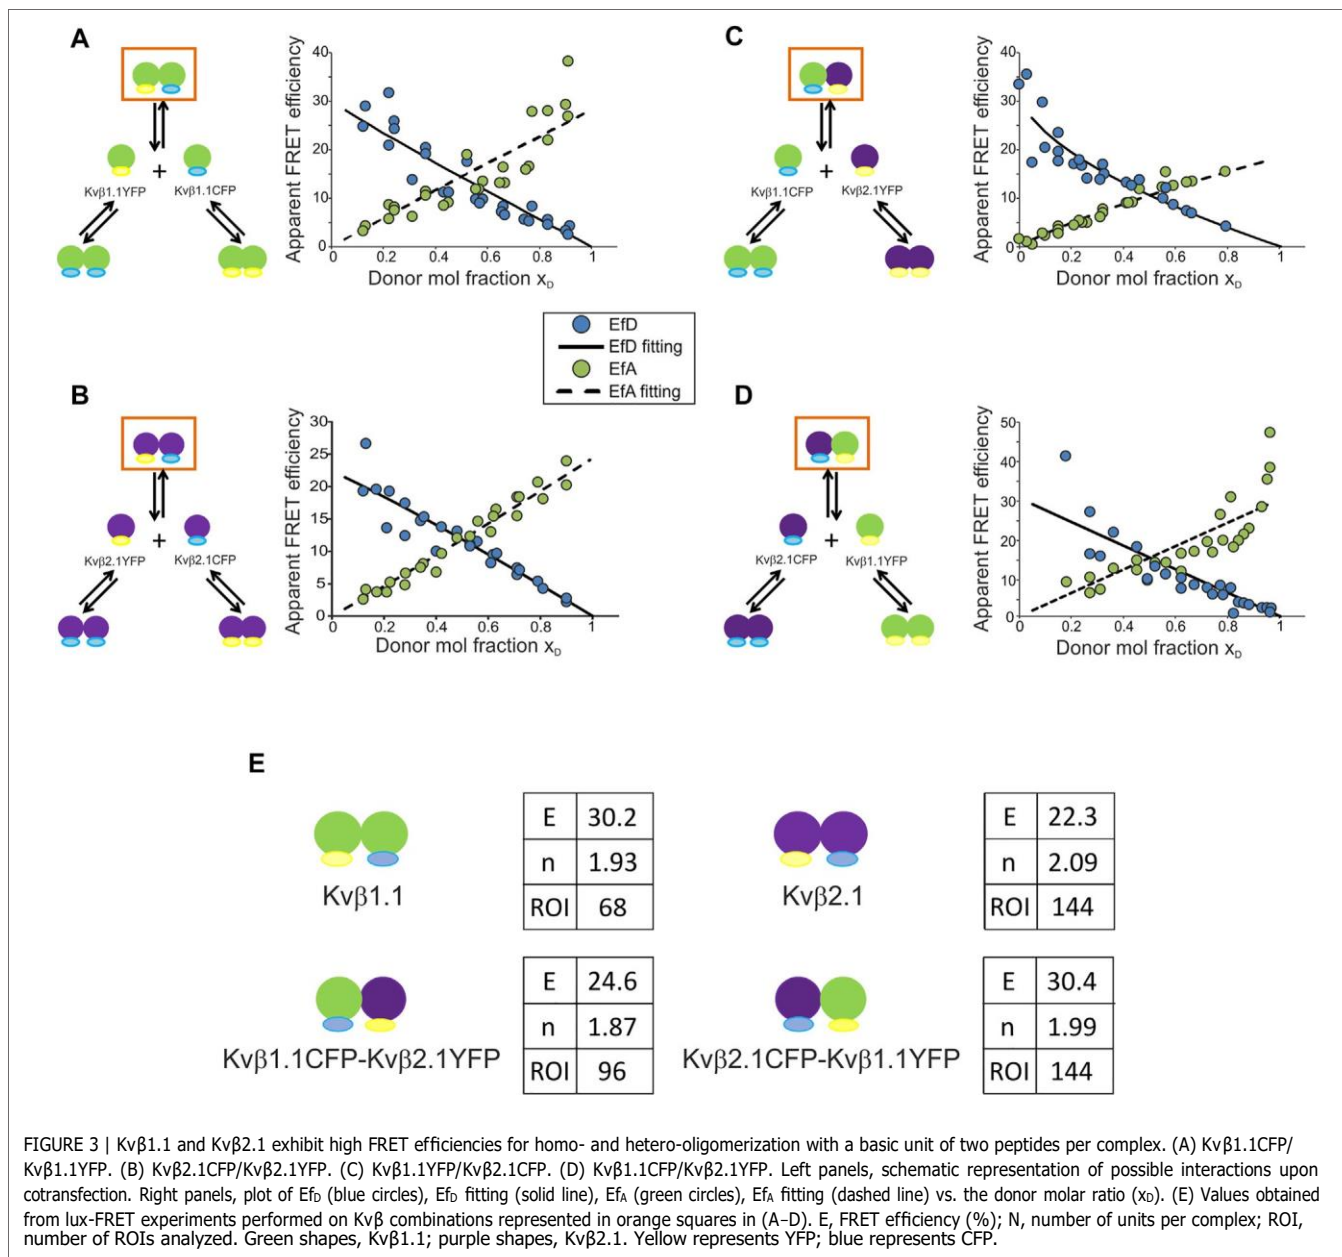 A
Kvβ1.1YFP
+
Kvβ1.1CFP
Apparent FRET efficiency
40
30
20
10
0
0
0.2
0.4
0.6
0.8
1
Donor mol fraction xD
C
Kvβ1.1CFP
+
Kvβ2.1YFP
Apparent FRET efficiency
40
30
20
10
0
0
0.2
0.4
0.6
0.8
1
Donor mol fraction xD
EfD
EfD fitting
EfA
EfA fitting
B
Kvβ2.1YFP
+
Kvβ2.1CFP
Apparent FRET efficiency
30
25
20
15
10
5
0
0
0.2
0.4
0.6
0.8
1
Donor mol fraction xD
D
Kvβ2.1CFP
+
Kvβ1.1YFP
Apparent FRET efficiency
50
40
30
20
10
0
0
0.2
0.4
0.6
0.8
1
Donor mol fraction xD
E
Kvβ1.1
E 30.2
n 1.93
ROI 68
Kvβ2.1
E 22.3
n 2.09
ROI 144
Kvβ1.1CFP-Kvβ2.1YFP
E 24.6
n 1.87
ROI 96
Kvβ2.1CFP-Kvβ1.1YFP
E 30.4
n 1.99
ROI 144
FIGURE 3 | Kvβ1.1 and Kvβ2.1 exhibit high FRET efficiencies for homo- and hetero-oligomerization with a basic unit of two peptides per complex. (A) Kvβ1.1CFP/
Kvβ1.1YFP. (B) Kvβ2.1CFP/Kvβ2.1YFP. (C) Kvβ1.1YFP/Kvβ2.1CFP. (D) Kvβ1.1CFP/Kvβ2.1YFP. Left panels, schematic representation of possible interactions upon
cotransfection. Right panels, plot of EfD (blue circles), EfD fitting (solid line), EfA (green circles), EfA fitting (dashed line) vs. the donor molar ratio (xD). (E) Values obtained
from lux-FRET experiments performed on Kvβ combinations represented in orange squares in (A–D). E, FRET efficiency (%); N, number of units per complex; ROI,
number of ROIs analyzed. Green shapes, Kvβ1.1; purple shapes, Kvβ2.1. Yellow represents YFP; blue represents CFP.